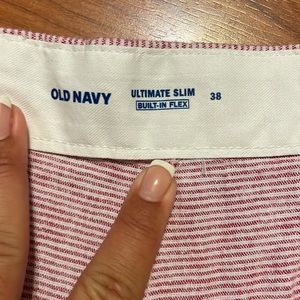 OLD NAVY
ULTIMATE SLIM
BUILT-IN FLEX
38